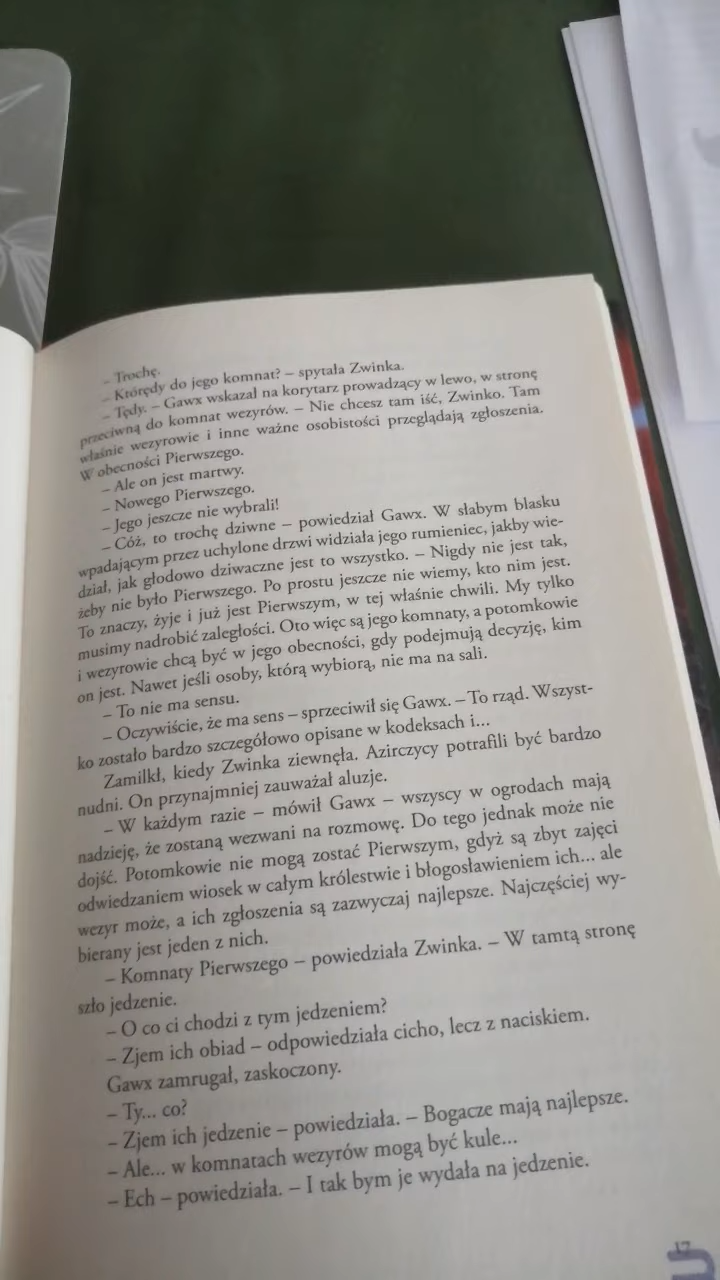 – Trochę.
– Którędy do jego komnat? – spytała Zwinka.
– Tędy. – Gawx wskazał na korytarz prowadzący w lewo, w stronę
przeciwną do komnat wezyrów. – Nie chcesz tam iść, Zwinko. Tam
właśnie wezyrowie i inne ważne osobistości przeglądają zgłoszenia.
W obecności Pierwszego.
– Ale on jest martwy.
– Nowego Pierwszego.
– Jego jeszcze nie wybrali!
– Cóż, to trochę dziwne – powiedział Gawx. W słabym blasku
wpadającym przez uchylone drzwi widziała jego rumieniec, jakby wie-
dział, jak głodowo dziwaczne jest to wszystko. – Nigdy nie jest tak,
żeby nie było Pierwszego. Po prostu jeszcze nie wiemy, kto nim jest.
To znaczy, żyje i już jest Pierwszym, w tej właśnie chwili. My tylko
musimy nadrobić zaległości. Oto więc są jego komnaty, a potomkowie
i wezyrowie chcą być w jego obecności, gdy podejmują decyzję, kim
on jest. Nawet jeśli osoby, którą wybiorą, nie ma na sali.
– To nie ma sensu.
– Oczywiście, że ma sens – sprzeciwił się Gawx. – To rząd. Wszyst-
ko zostało bardzo szczegółowo opisane w kodeksach i...
Zamilkł, kiedy Zwinka ziewnęła. Azirczycy potrafili być bardzo
nudni. On przynajmniej zauważał aluzje.
– W każdym razie – mówił Gawx – wszyscy w ogrodach mają
nadzieję, że zostaną wezwani na rozmowę. Do tego jednak może nie
dojść. Potomkowie nie mogą zostać Pierwszym, gdyż są zbyt zajęci
odwiedzaniem wiosek w całym królestwie i błogosławieniem ich... ale
wezyr może, a ich zgłoszenia są zazwyczaj najlepsze. Najczęściej wy-
bierany jest jeden z nich.
– Komnaty Pierwszego – powiedziała Zwinka. – W tamtą stronę
szło jedzenie.
– O co ci chodzi z tym jedzeniem?
– Zjem ich obiad – odpowiedziała cicho, lecz z naciskiem.
Gawx zamrugał, zaskoczony.
– Ty... co?
– Zjem ich jedzenie – powiedziała. – Bogacze mają najlepsze.
– Ale... w komnatach wezyrów mogą być kule...
– Ech – powiedziała. – I tak bym je wydała na jedzenie.
17